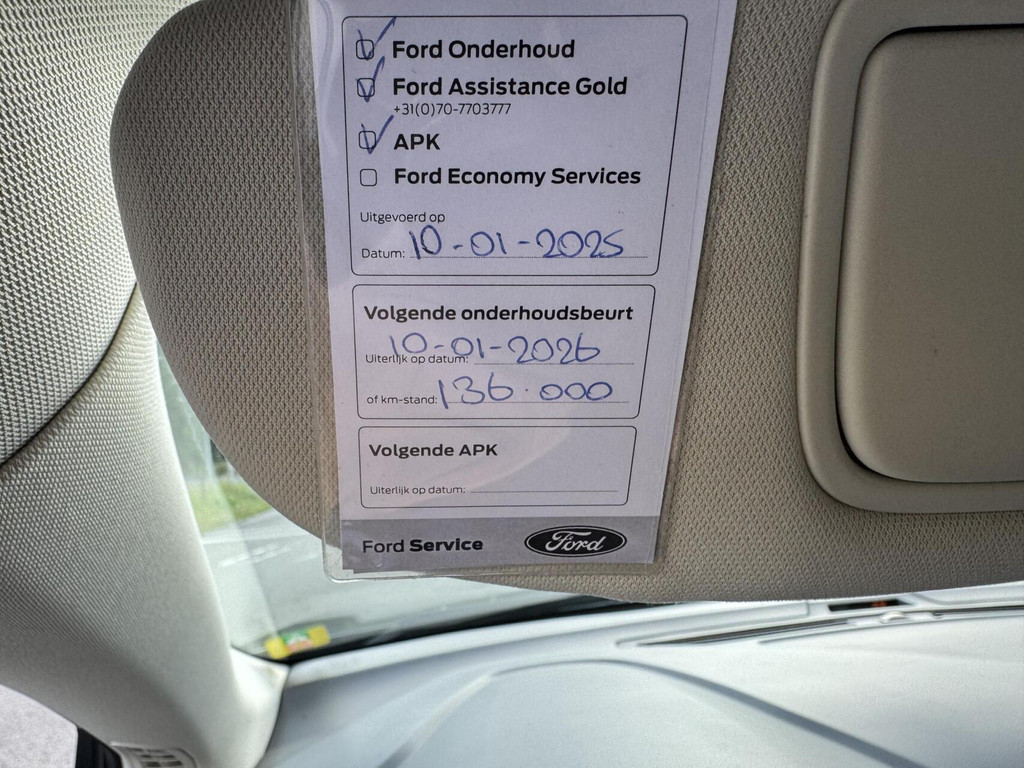 Ford Onderhoud
Ford Assistance Gold
+31(0)70-7703777
APK
Ford Economy Services
Uitgevoerd op
Datum: 10-01-2025
Volgende onderhoudsbeurt
Uiterlijk op datum: 10-01-2026
of km-stand: 136.000
Volgende APK
Uiterlijk op datum:
Ford Service
Ford